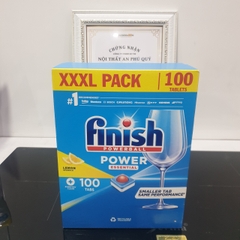 CHỨNG NHẬN
NỘI THẤT AN PHÚ QUÝ
XXXL PACK
100
TABLETS
#1
finish
POWERBALL
POWER
ESSENTIAL
LEMON
100
TABS
SMALLER TAB
SAME PERFORMANCE*